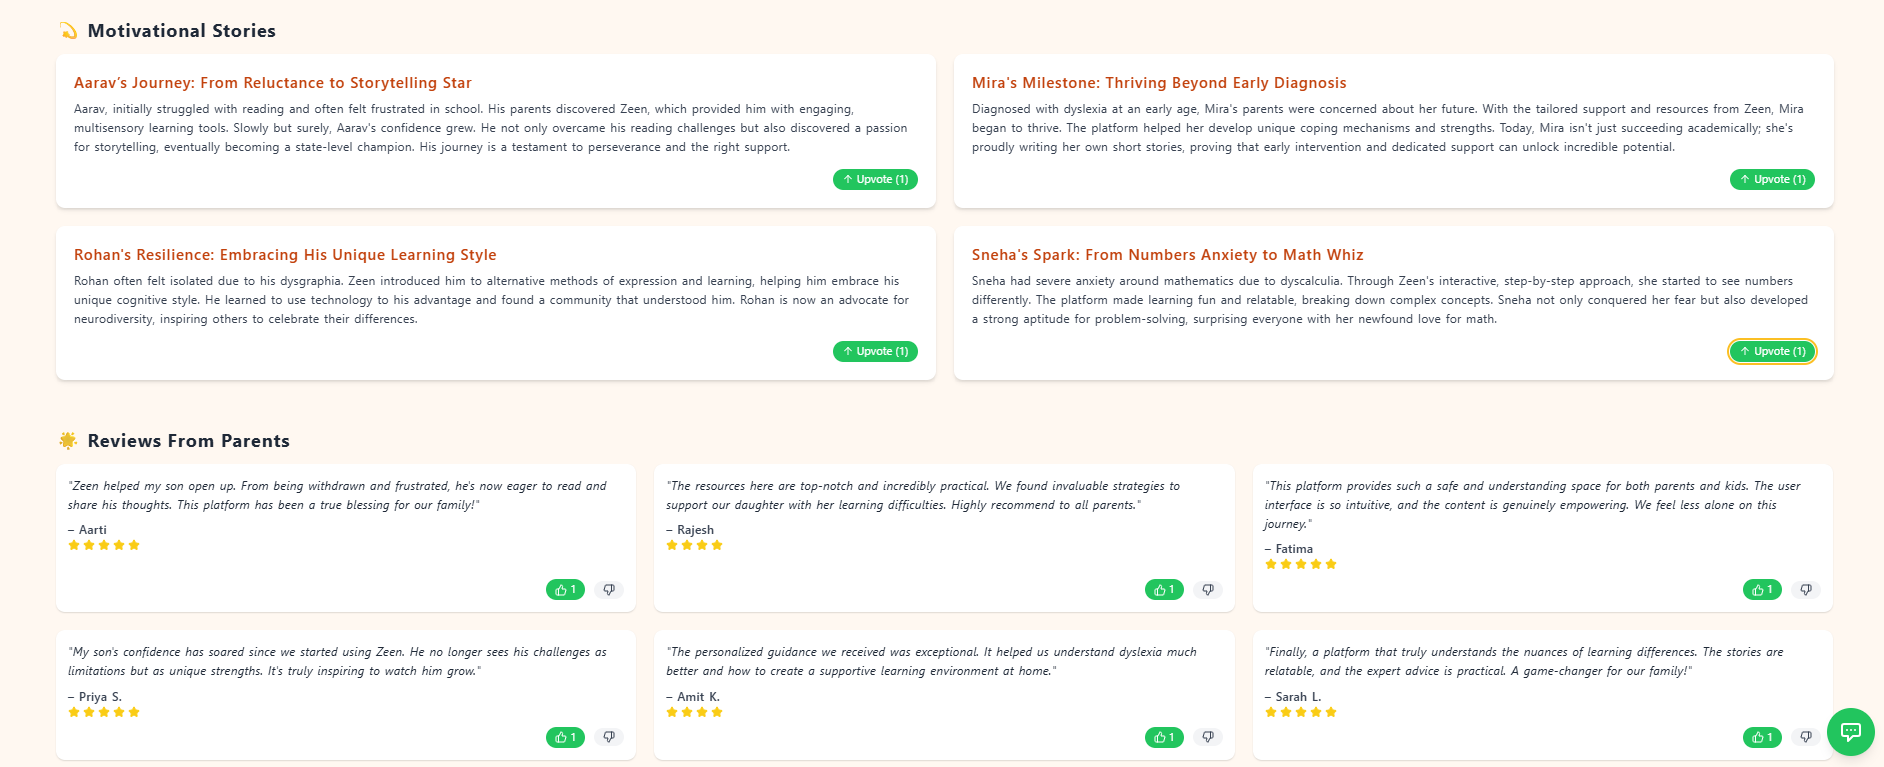 Motivational Stories
Aarav’s Journey: From Reluctance to Storytelling Star
Aarav, initially struggled with reading and often felt frustrated in school. His parents discovered Zeen, which provided him with engaging,
multisensory learning tools. Slowly but surely, Aarav's confidence grew. He not only overcame his reading challenges but also discovered a passion
for storytelling, eventually becoming a state-level champion. His journey is a testament to perseverance and the right support.
Upvote (1)
Mira's Milestone: Thriving Beyond Early Diagnosis
Diagnosed with dyslexia at an early age, Mira's parents were concerned about her future. With the tailored support and resources from Zeen, Mira
began to thrive. The platform helped her develop unique coping mechanisms and strengths. Today, Mira isn't just succeeding academically; she's
proudly writing her own short stories, proving that early intervention and dedicated support can unlock incredible potential.
Upvote (1)
Rohan's Resilience: Embracing His Unique Learning Style
Rohan often felt isolated due to his dysgraphia. Zeen introduced him to alternative methods of expression and learning, helping him embrace his
unique cognitive style. He learned to use technology to his advantage and found a community that understood him. Rohan is now an advocate for
neurodiversity, inspiring others to celebrate their differences.
Upvote (1)
Sneha's Spark: From Numbers Anxiety to Math Whiz
Sneha had severe anxiety around mathematics due to dyscalculia. Through Zeen's interactive, step-by-step approach, she started to see numbers
differently. The platform made learning fun and relatable, breaking down complex concepts. Sneha not only conquered her fear but also developed
a strong aptitude for problem-solving, surprising everyone with her newfound love for math.
Upvote (1)
Reviews From Parents
"Zeen helped my son open up. From being withdrawn and frustrated, he's now eager to read and
share his thoughts. This platform has been a true blessing for our family!"
– Aarti
1
"The resources here are top-notch and incredibly practical. We found invaluable strategies to
support our daughter with her learning difficulties. Highly recommend to all parents."
– Rajesh
1
"This platform provides such a safe and understanding space for both parents and kids. The user
interface is so intuitive, and the content is genuinely empowering. We feel less alone on this
journey."
– Fatima
1
"My son's confidence has soared since we started using Zeen. He no longer sees his challenges as
limitations but as unique strengths. It's truly inspiring to watch him grow."
– Priya S.
1
"The personalized guidance we received was exceptional. It helped us understand dyslexia much
better and how to create a supportive learning environment at home."
– Amit K.
1
"Finally, a platform that truly understands the nuances of learning differences. The stories are
relatable, and the expert advice is practical. A game-changer for our family!"
– Sarah L.
1